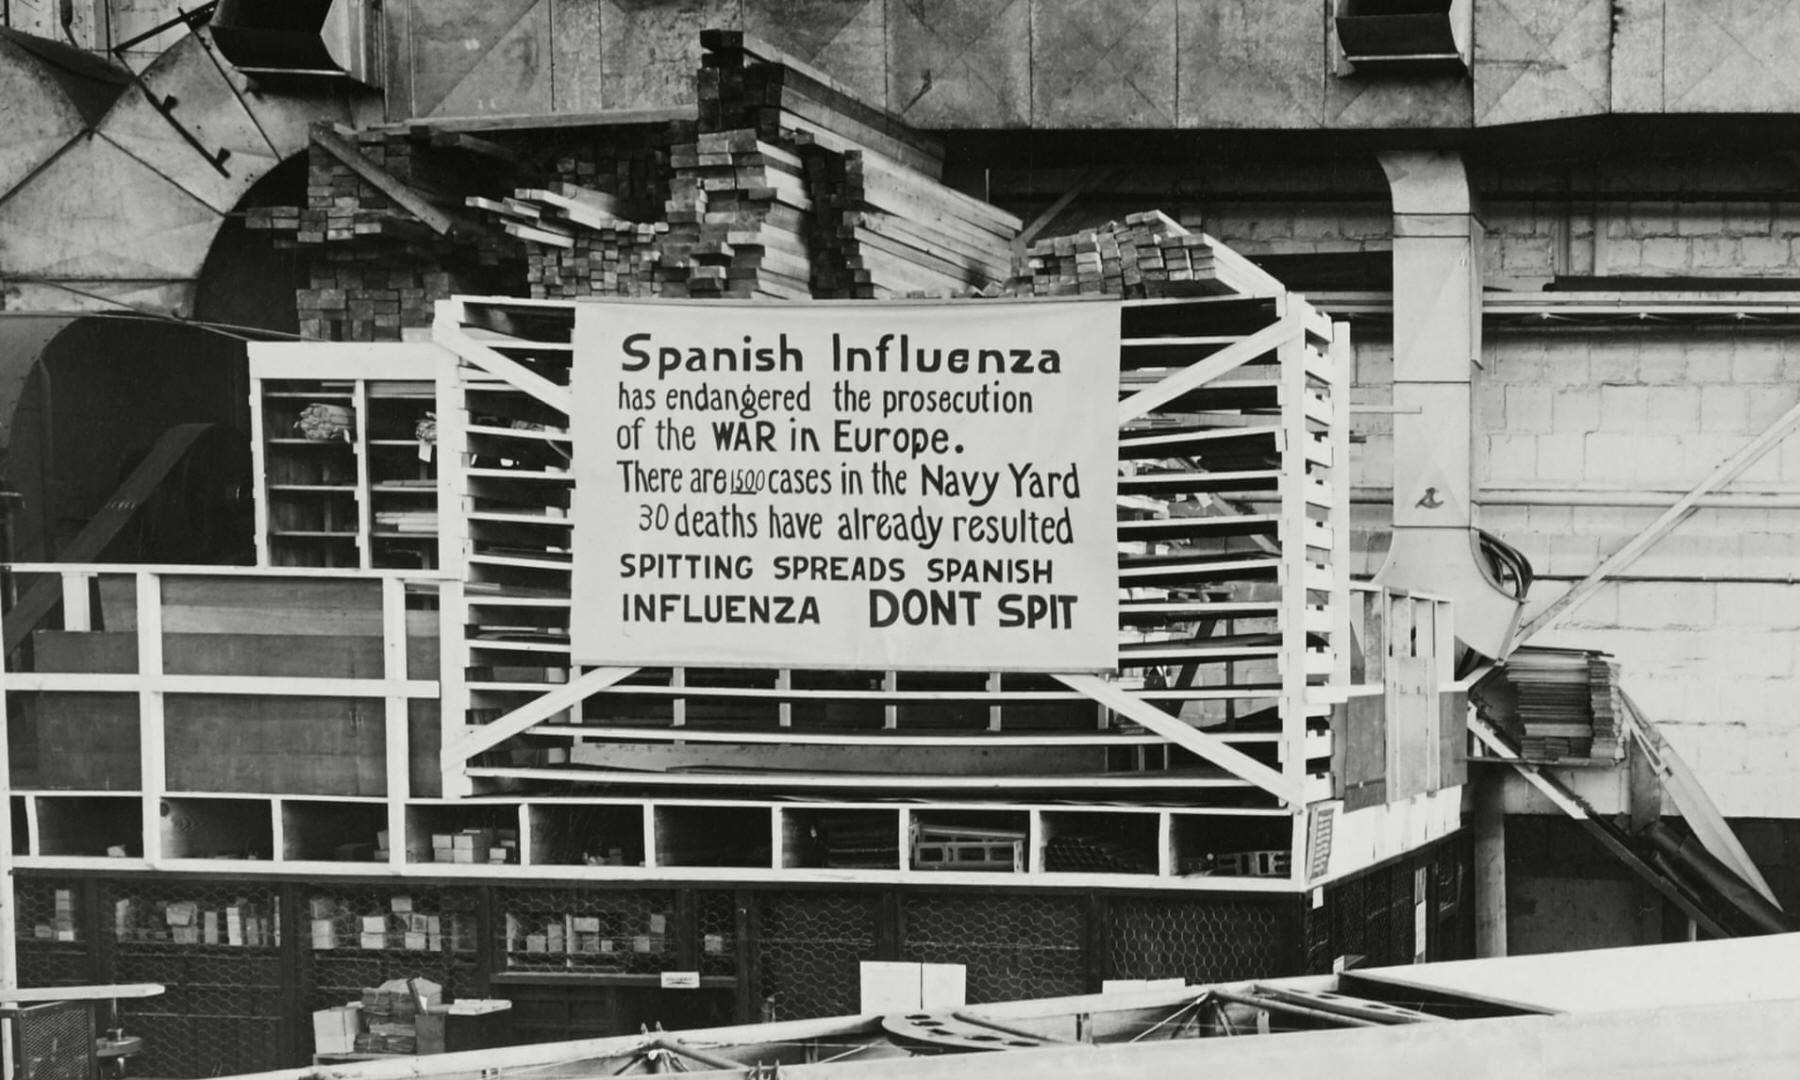 Spanish Influenza
has endangered the prosecution
of the WAR in Europe.
There are 1500 cases in the Navy Yard
30 deaths have already resulted
SPITTING SPREADS SPANISH
INFLUENZA DONT SPIT